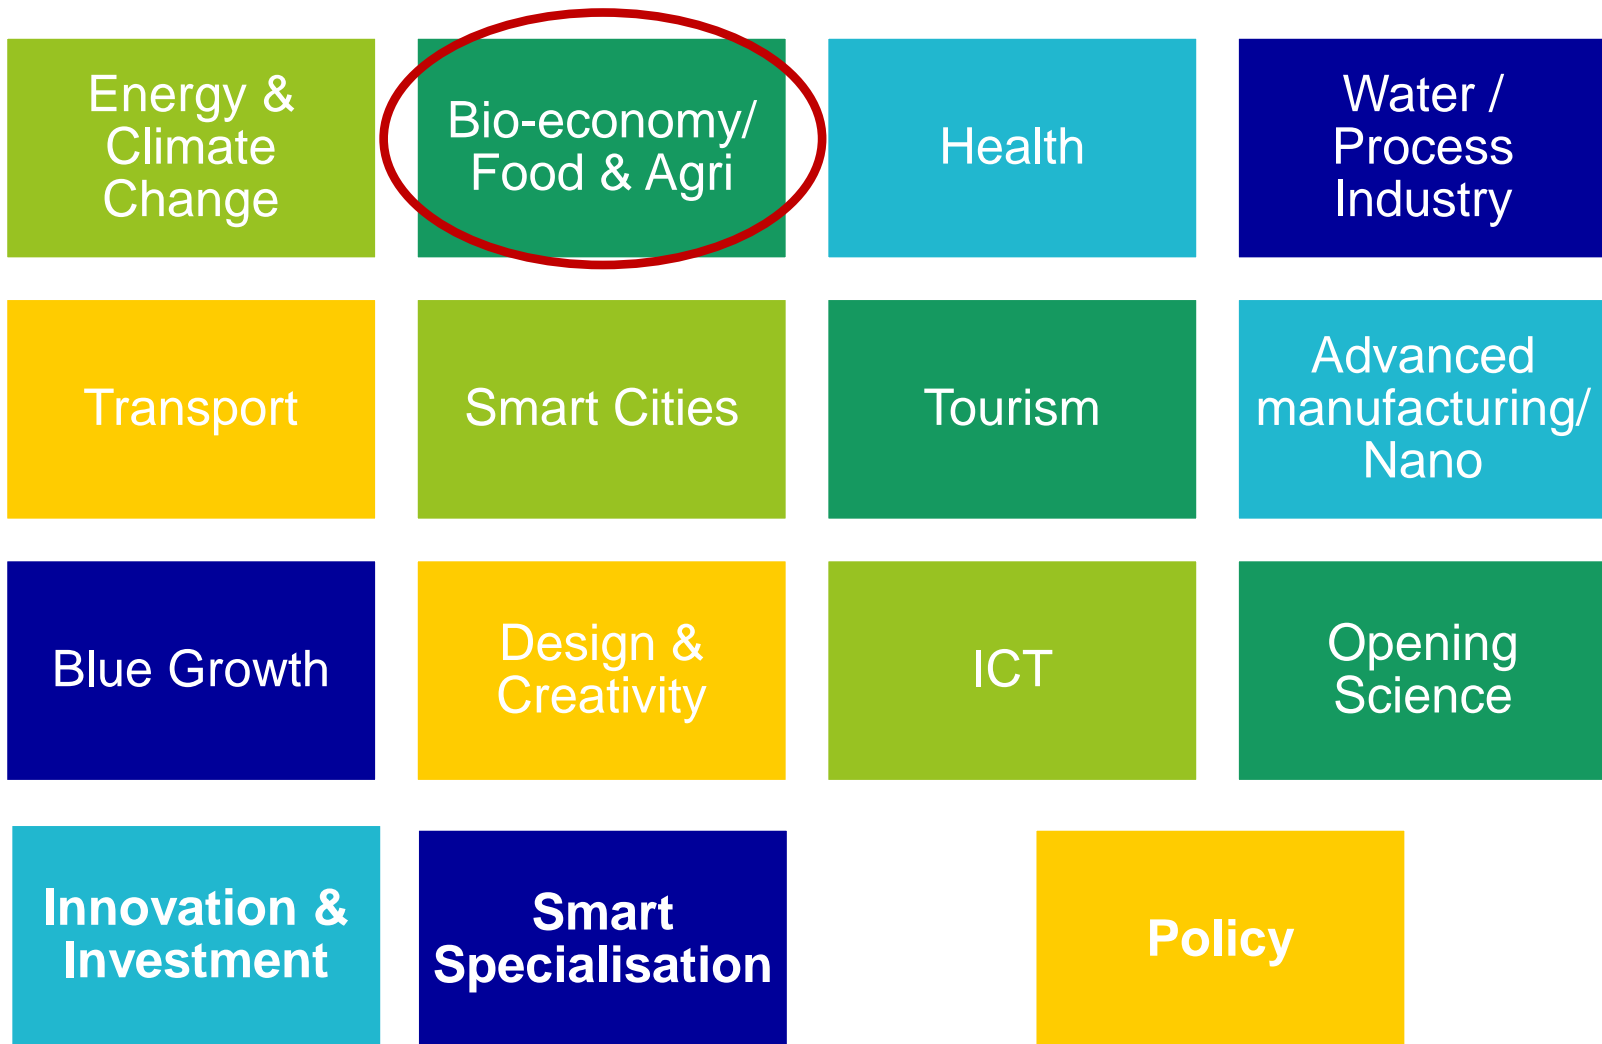 Energy &
Climate
Change
Bio-economy/
Food & Agri
Health
Water /
Process
Industry
Transport
Smart Cities
Tourism
Advanced
manufacturing/
Nano
Blue Growth
Design &
Creativity
ICT
Opening
Science
Innovation &
Investment
Smart
Specialisation
Policy